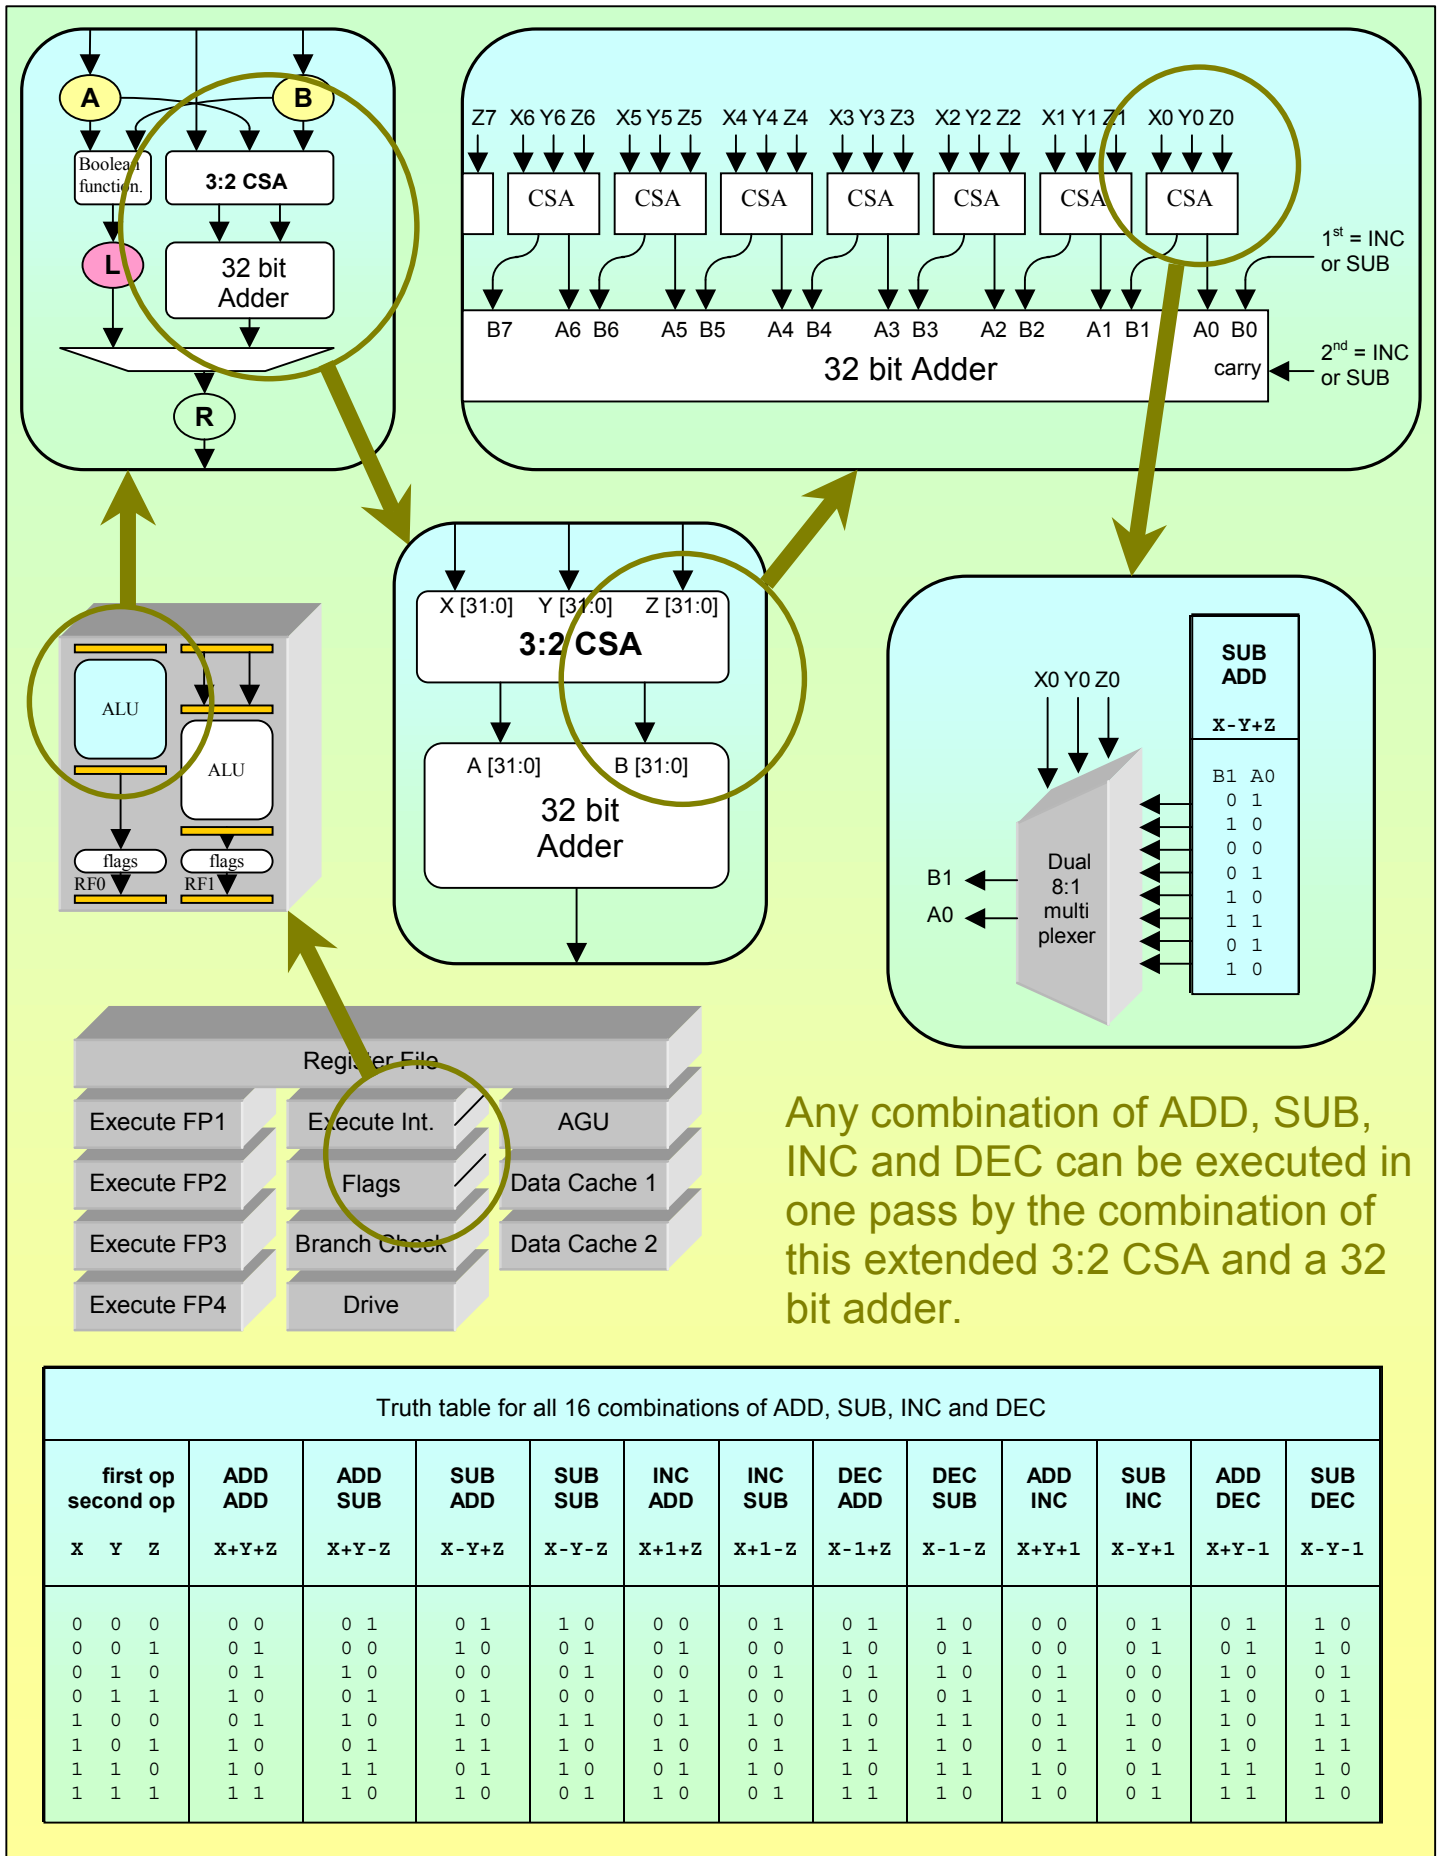 A
B
Boolean
function.
3:2 CSA
L
32 bit
Adder
R
Z7 X6 Y6 Z6 X5 Y5 Z5 X4 Y4 Z4 X3 Y3 Z3 X2 Y2 Z2 X1 Y1 Z1 X0 Y0 Z0
CSA CSA CSA CSA CSA CSA CSA
1st = INC
or SUB
B7 A6 B6 A5 B5 A4 B4 A3 B3 A2 B2 A1 B1 A0 B0
32 bit Adder
carry
2nd = INC
or SUB
X [31:0] Y [31:0] Z [31:0]
3:2 CSA
A [31:0] B [31:0]
32 bit
Adder
ALU
ALU
flags flags
RF0 RF1
X0 Y0 Z0
Dual
8:1
multi
plexer
B1
A0
SUB
ADD
X-Y+Z
B1 A0
0 1
1 0
0 0
0 1
1 0
1 1
0 1
1 0
Register File
Execute FP1 Execute Int. AGU
Execute FP2 Flags Data Cache 1
Execute FP3 Branch Check Data Cache 2
Execute FP4 Drive
Any combination of ADD, SUB,
INC and DEC can be executed in
one pass by the combination of
this extended 3:2 CSA and a 32
bit adder.
Truth table for all 16 combinations of ADD, SUB, INC and DEC
first op ADD ADD SUB SUB INC INC DEC DEC ADD SUB ADD SUB
second op ADD SUB ADD SUB ADD SUB ADD SUB INC INC DEC DEC
X Y Z X+Y+Z X+Y-Z X-Y+Z X-Y-Z X+1+Z X+1-Z X-1+Z X-1-Z X+Y+1 X-Y+1 X+Y-1 X-Y-1
0 0 0 0 0 0 1 0 1 1 0 0 0 0 1 0 1 1 0 0 0 0 1 0 1 1 0
0 0 1 0 1 0 0 1 0 0 1 0 1 0 0 1 0 0 1 0 0 0 1 0 1 1 0
0 1 0 0 1 1 0 0 0 0 1 0 0 0 1 0 1 1 0 0 1 0 0 1 0 0 1
0 1 1 1 0 0 1 0 1 0 0 0 1 0 0 1 0 0 1 0 1 0 0 1 0 0 1
1 0 0 0 1 1 0 1 0 1 1 0 1 1 0 1 0 1 1 0 1 1 0 0 1 1 1
1 0 1 1 0 0 1 1 1 1 0 1 0 0 1 1 1 1 0 0 1 1 0 1 0 1 1
1 1 0 1 0 1 1 0 1 1 0 0 1 1 0 1 0 1 1 1 0 0 1 1 1 1 0
1 1 1 1 1 1 0 1 0 0 1 1 0 0 1 1 1 1 0 1 0 0 1 1 1 1 0